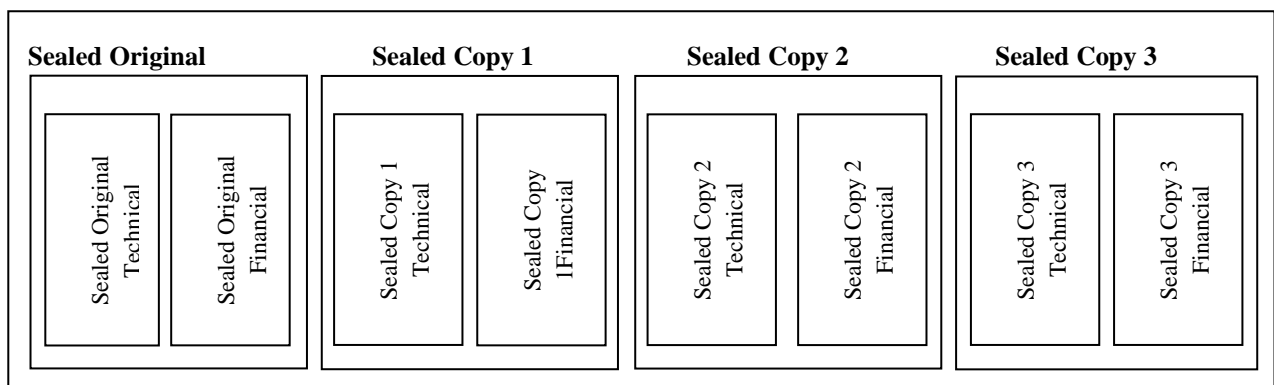 Sealed Original
Sealed Copy 1
Sealed Copy 2
Sealed Copy 3
Sealed Original
Technical
Sealed Original
Financial
Sealed Copy 1
Technical
Sealed Copy
1Financial
Sealed Copy 2
Technical
Sealed Copy 2
Financial
Sealed Copy 3
Technical
Sealed Copy 3
Financial